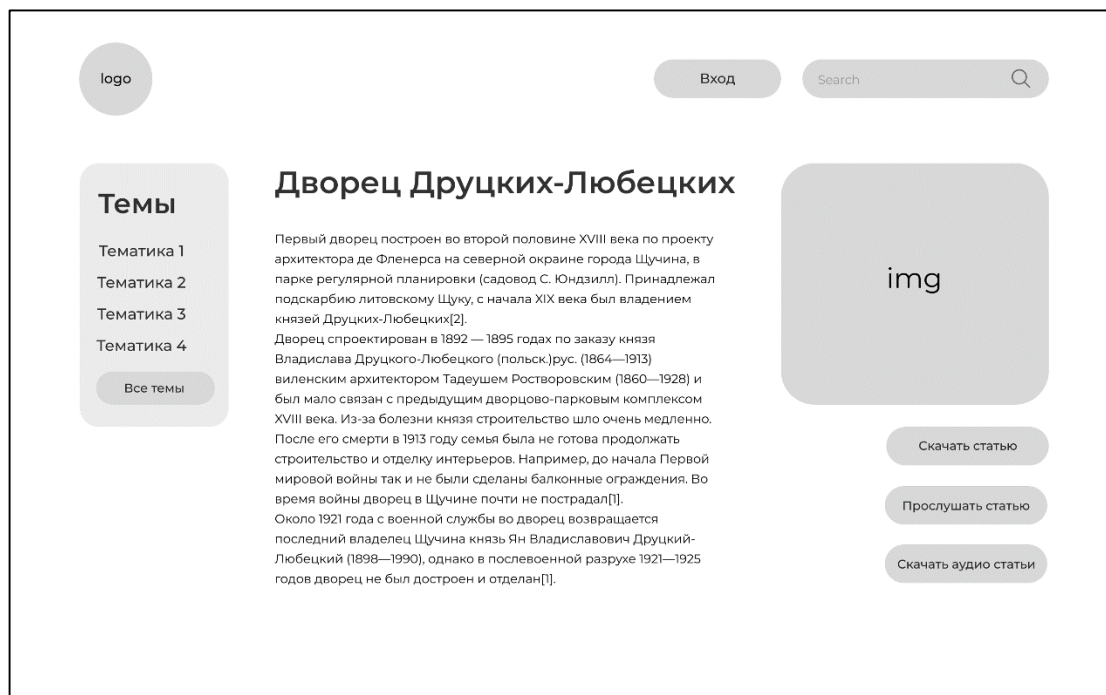 logo
Вход
Search
Темы
Тематика 1
Тематика 2
Тематика 3
Тематика 4
Все темы
Дворец Друцких-Любецких
Первый дворец построен во второй половине XVIII века по проекту
архитектора де Фленерса на северной окраине города Щучина, в
парке регулярной планировки (садовод С. Юндзилл). Принадлежал
подскарбию литовскому Щуку, с начала XIX века был владением
князей Друцких-Любецких[2].
Дворец спроектирован в 1892 — 1895 годах по заказу князя
Владислава Друцкого-Любецкого (польск.)рус. (1864—1913)
виленским архитектором Тадеушем Ростворовским (1860—1928) и
был мало связан с предыдущим дворцово-парковым комплексом
XVIII века. Из-за болезни князя строительство шло очень медленно.
После его смерти в 1913 году семья была не готова продолжать
строительство и отделку интерьеров. Например, до начала Первой
мировой войны так и не были сделаны балконные ограждения. Во
время войны дворец в Щучине почти не пострадал[1].
Около 1921 года с военной службы во дворец возвращается
последний владелец Щучина князь Ян Владиславович Друцкий-
Любецкий (1898—1990), однако в послевоенной разрухе 1921—1925
годов дворец не был достроен и отделан[1].
img
Скачать статью
Прослушать статью
Скачать аудио статьи